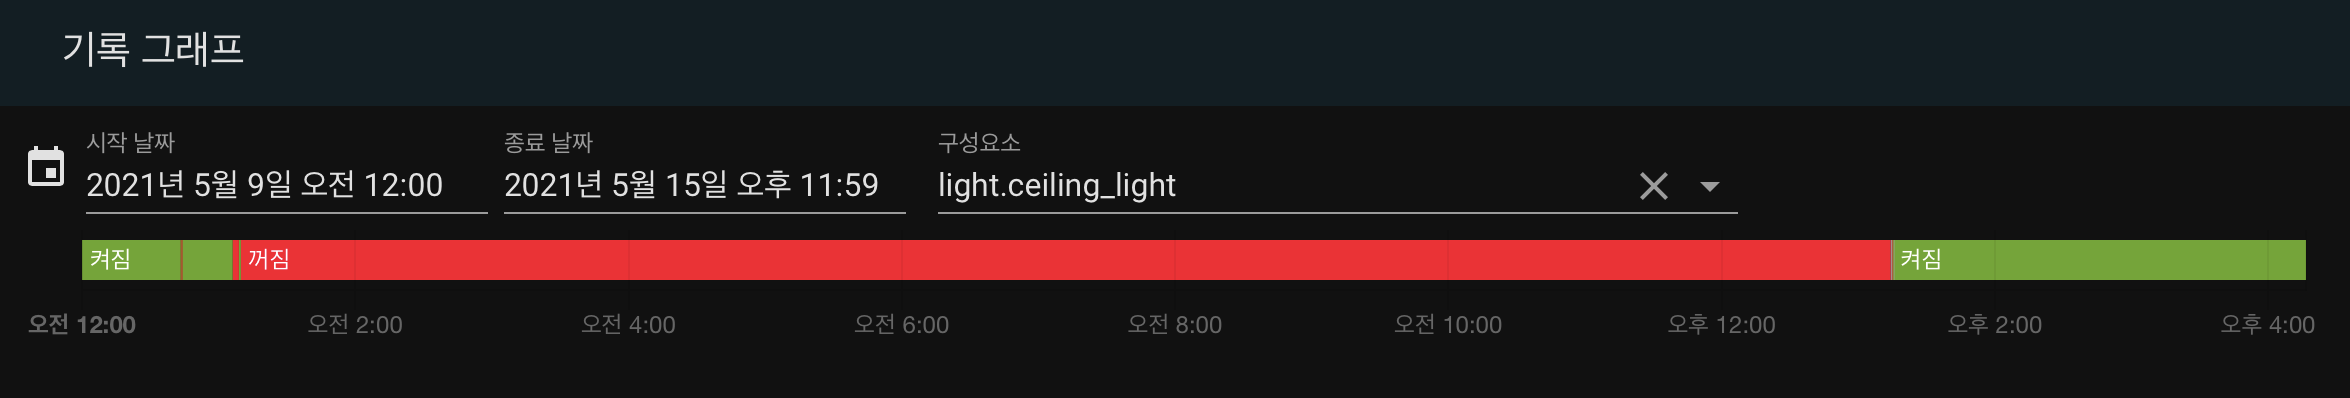 기록 그래프
시작 날짜 종료 날짜 구성요소
2021년 5월 9일 오전 12:00 2021년 5월 15일 오후 11:59 light.ceiling_light
켜짐 꺼짐 켜짐
오전 12:00 오전 2:00 오전 4:00 오전 6:00 오전 8:00 오전 10:00 오후 12:00 오후 2:00 오후 4:00